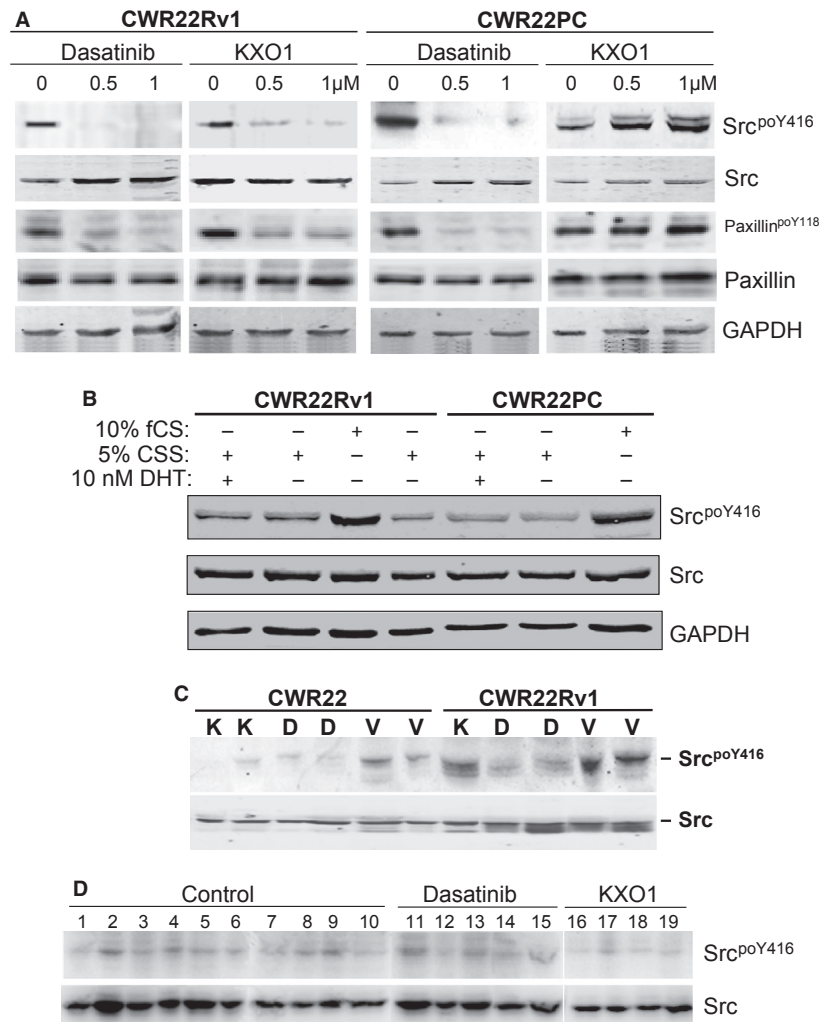 A CWR22Rv1 CWR22PC
Dasatinib KXO1 Dasatinib KXO1
0 0.5 1 0 0.5 1µM 0 0.5 1 0 0.5 1µM
Src^poY416
Src
Paxillin^poY118
Paxillin
GAPDH
B CWR22Rv1 CWR22PC
10% fCS: – – + – – – +
5% CSS: + + – + + + –
10 nM DHT: + – – – + – –
Src^poY416
Src
GAPDH
C CWR22 CWR22Rv1
K K D D V V K D D V V
– Src^poY416
– Src
D Control Dasatinib KXO1
1 2 3 4 5 6 7 8 9 10 11 12 13 14 15 16 17 18 19
Src^poY416
Src